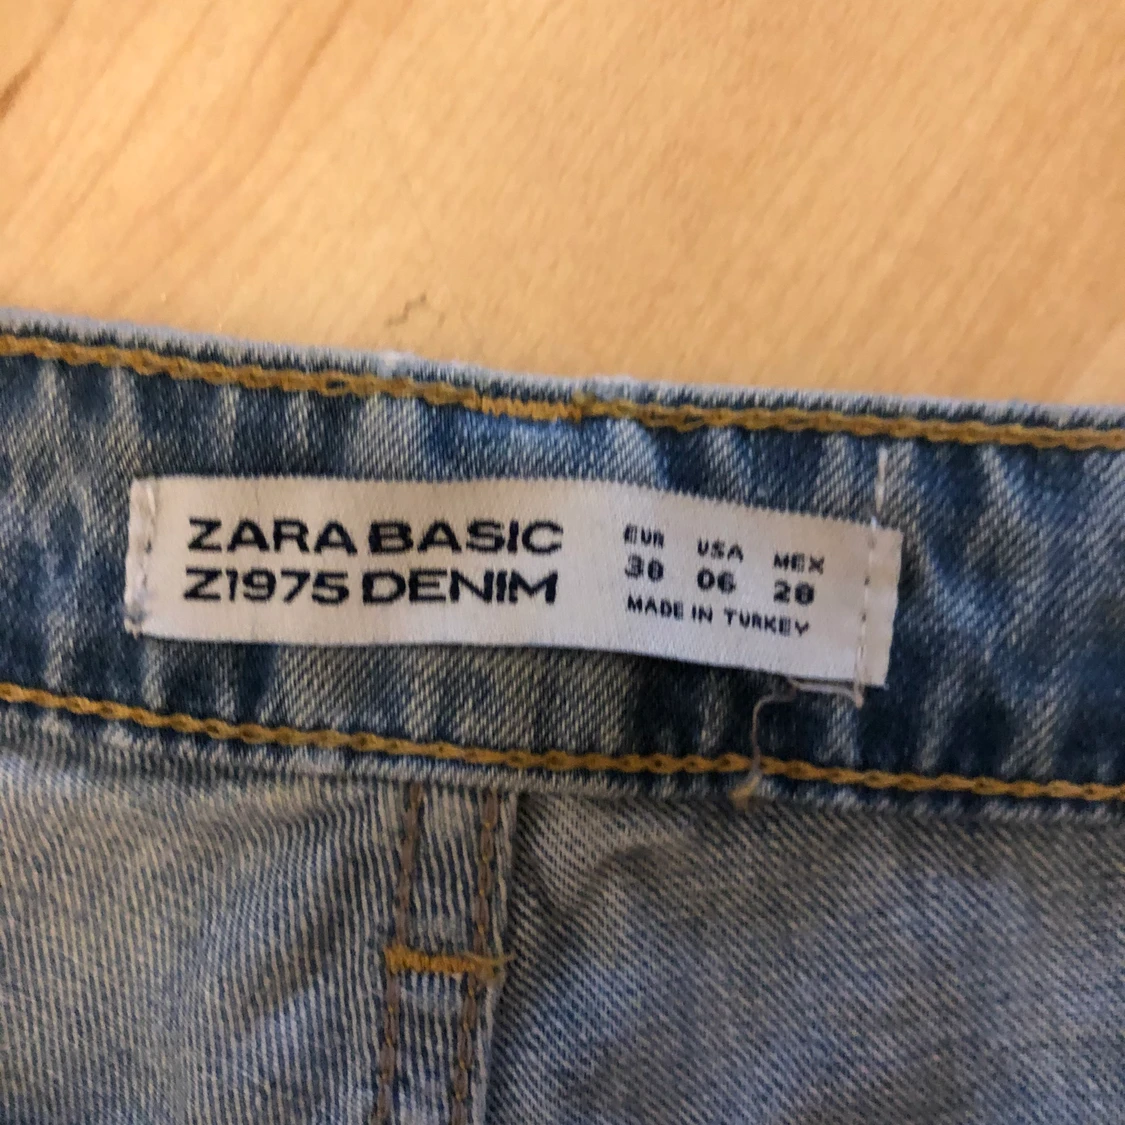 ZARA BASIC
Z1975 DENIM
EUR USA MEX
38 06 28
MADE IN TURKEY